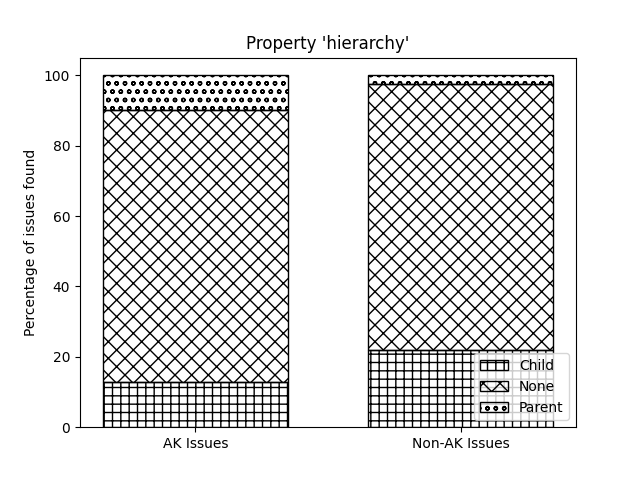 Property 'hierarchy'
Percentage of issues found
100
80
60
40
20
0
AK Issues
Non-AK Issues
Child
None
Parent